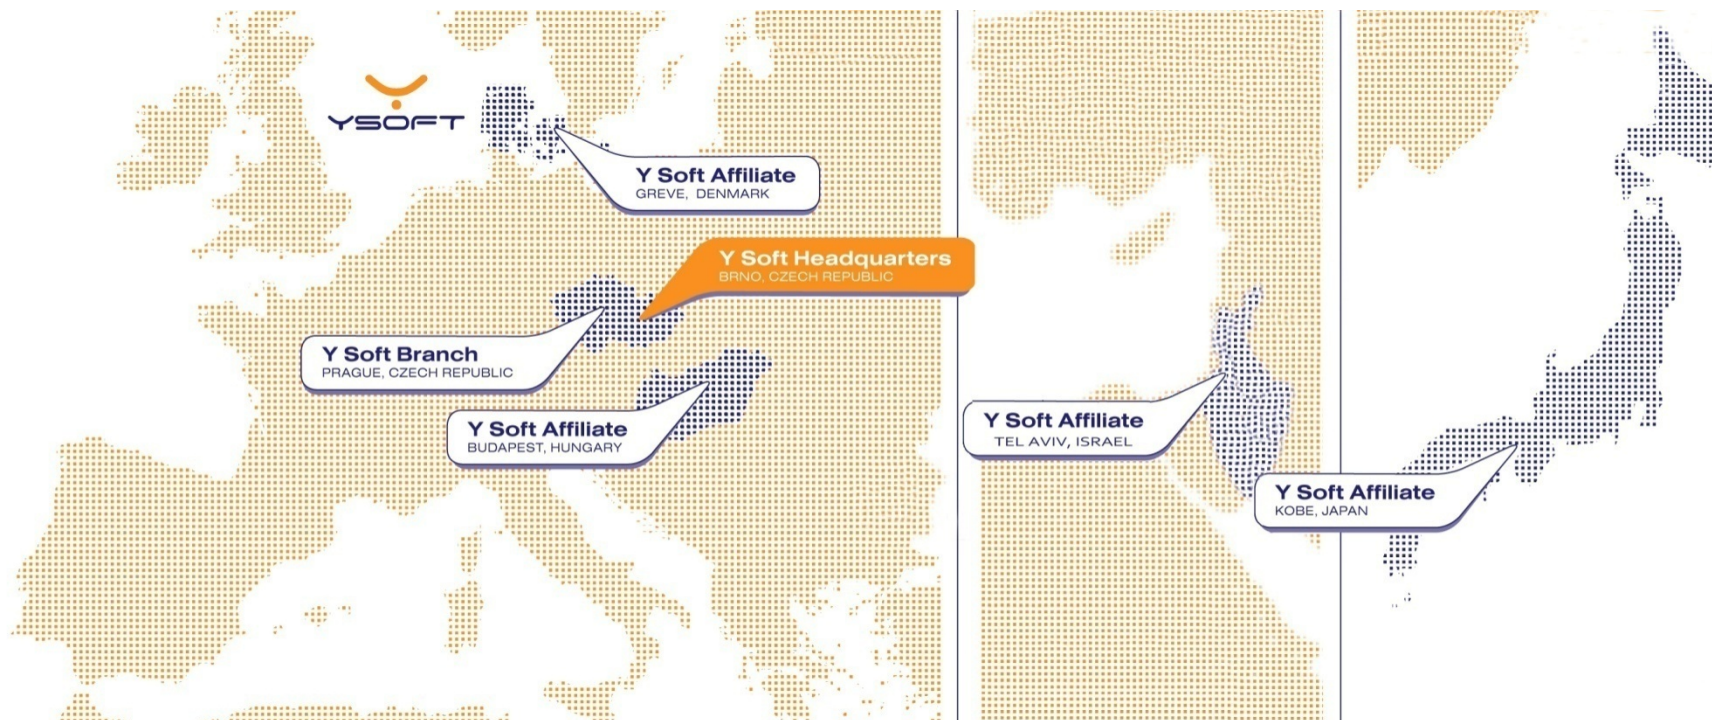 YSOFT
Y Soft Affiliate
GREVE, DENMARK
Y Soft Headquarters
BRNO, CZECH REPUBLIC
Y Soft Branch
PRAGUE, CZECH REPUBLIC
Y Soft Affiliate
BUDAPEST, HUNGARY
Y Soft Affiliate
TEL AVIV, ISRAEL
Y Soft Affiliate
KOBE, JAPAN